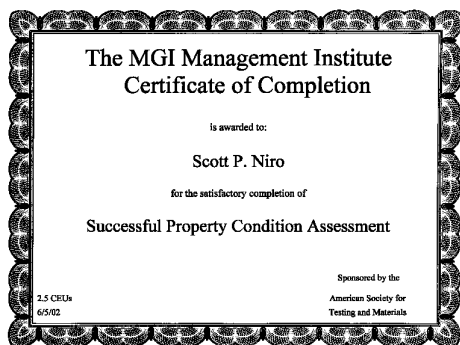 The MGI Management Institute
Certificate of Completion
is awarded to:
Scott P. Niro
for the satisfactory completion of
Successful Property Condition Assessment
Sponsored by the
2.5 CEUs
American Society for
6/5/02
Testing and Materials